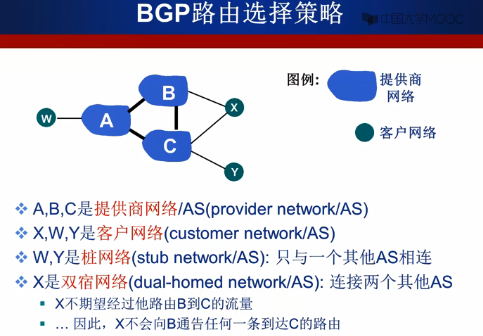 BGP路由选择策略
中国大学MOOC
图例：
提供商
网络
客户网络
W
A
B
C
X
Y
A,B,C是提供商网络/AS(provider network/AS)
X,W,Y是客户网络(customer network/AS)
W,Y是桩网络(stub network/AS): 只与一个其他AS相连
X是双宿网络(dual-homed network/AS): 连接两个其他AS
X不期望经过他路由B到C的流量
... 因此，X不会向B通告任何一条到达C的路由